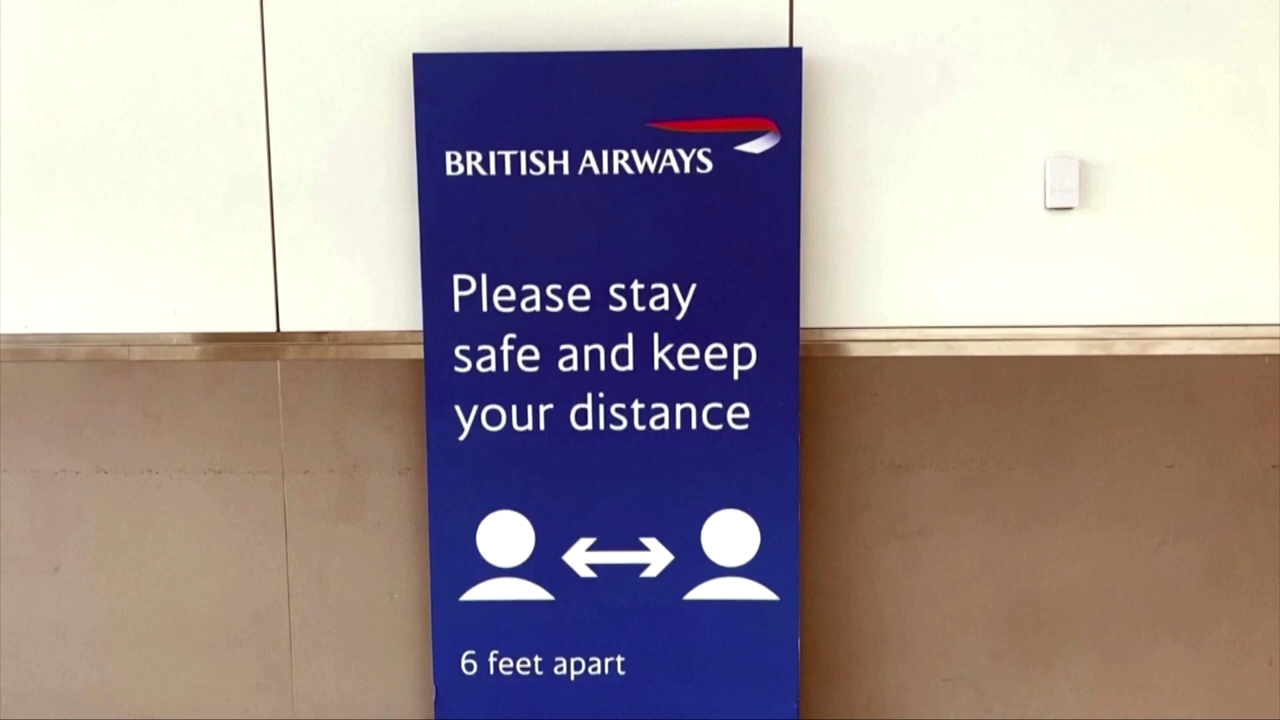 BRITISH AIRWAYS
Please stay
safe and keep
your distance
6 feet apart